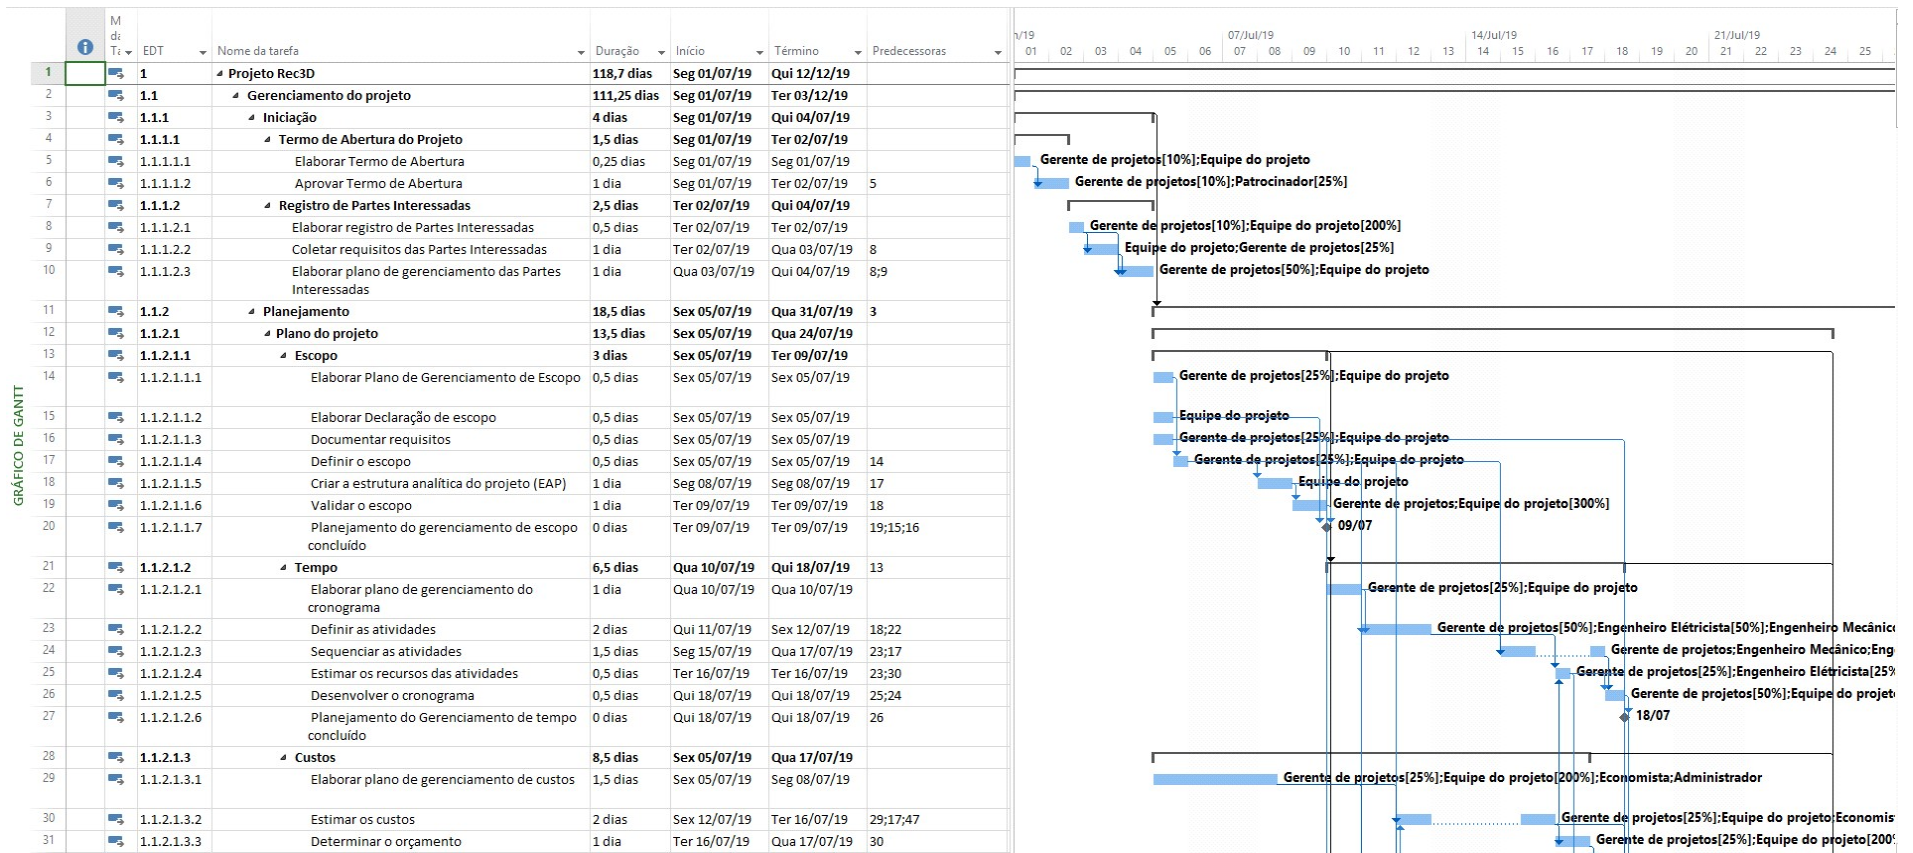 M
da
Ta EDT Nome da tarefa Duração Início Término Predecessoras
n/19 07/Jul/19 14/Jul/19 21/Jul/19
01 02 03 04 05 06 07 08 09 10 11 12 13 14 15 16 17 18 19 20 21 22 23 24 25
GRÁFICO DE GANTT
1 1 Projeto Rec3D 118,7 dias Seg 01/07/19 Qui 12/12/19
2 1.1 Gerenciamento do projeto 111,25 dias Seg 01/07/19 Ter 03/12/19
3 1.1.1 Iniciação 4 dias Seg 01/07/19 Qui 04/07/19
4 1.1.1.1 Termo de Abertura do Projeto 1,5 dias Seg 01/07/19 Ter 02/07/19
5 1.1.1.1.1 Elaborar Termo de Abertura 0,25 dias Seg 01/07/19 Seg 01/07/19 Gerente de projetos[10%];Equipe do projeto
6 1.1.1.1.2 Aprovar Termo de Abertura 1 dia Seg 01/07/19 Ter 02/07/19 5 Gerente de projetos[10%];Patrocinador[25%]
7 1.1.1.2 Registro de Partes Interessadas 2,5 dias Ter 02/07/19 Qui 04/07/19
8 1.1.1.2.1 Elaborar registro de Partes Interessadas 0,5 dias Ter 02/07/19 Ter 02/07/19 Gerente de projetos[10%];Equipe do projeto[200%]
9 1.1.1.2.2 Coletar requisitos das Partes Interessadas 1 dia Ter 02/07/19 Qua 03/07/19 8 Equipe do projeto;Gerente de projetos[25%]
10 1.1.1.2.3 Elaborar plano de gerenciamento das Partes 1 dia Qua 03/07/19 Qui 04/07/19 8;9 Gerente de projetos[50%];Equipe do projeto
Interessadas
11 1.1.2 Planejamento 18,5 dias Sex 05/07/19 Qua 31/07/19 3
12 1.1.2.1 Plano do projeto 13,5 dias Sex 05/07/19 Qua 24/07/19
13 1.1.2.1.1 Escopo 3 dias Sex 05/07/19 Ter 09/07/19
14 1.1.2.1.1.1 Elaborar Plano de Gerenciamento de Escopo 0,5 dias Sex 05/07/19 Sex 05/07/19 Gerente de projetos[25%];Equipe do projeto
15 1.1.2.1.1.2 Elaborar Declaração de escopo 0,5 dias Sex 05/07/19 Sex 05/07/19 Equipe do projeto
16 1.1.2.1.1.3 Documentar requisitos 0,5 dias Sex 05/07/19 Sex 05/07/19 Gerente de projetos[25%];Equipe do projeto
17 1.1.2.1.1.4 Definir o escopo 0,5 dias Sex 05/07/19 Sex 05/07/19 14 Gerente de projetos[25%];Equipe do projeto
18 1.1.2.1.1.5 Criar a estrutura analítica do projeto (EAP) 1 dia Seg 08/07/19 Seg 08/07/19 17 Equipe do projeto
19 1.1.2.1.1.6 Validar o escopo 1 dia Ter 09/07/19 Ter 09/07/19 18 Gerente de projetos;Equipe do projeto[300%]
20 1.1.2.1.1.7 Planejamento do gerenciamento de escopo 0 dias Ter 09/07/19 Ter 09/07/19 19;15;16 09/07
concluído
21 1.1.2.1.2 Tempo 6,5 dias Qua 10/07/19 Qui 18/07/19 13
22 1.1.2.1.2.1 Elaborar plano de gerenciamento do 1 dia Qua 10/07/19 Qua 10/07/19 Gerente de projetos[25%];Equipe do projeto
cronograma
23 1.1.2.1.2.2 Definir as atividades 2 dias Qui 11/07/19 Sex 12/07/19 18;22 Gerente de projetos[50%];Engenheiro Elétricista[50%];Engenheiro Mecânico
24 1.1.2.1.2.3 Sequenciar as atividades 1,5 dias Seg 15/07/19 Qua 17/07/19 23;17 Gerente de projetos;Engenheiro Mecânico;Eng
25 1.1.2.1.2.4 Estimar os recursos das atividades 0,5 dias Ter 16/07/19 Ter 16/07/19 23;30 Gerente de projetos[25%];Engenheiro Elétricista[25%
26 1.1.2.1.2.5 Desenvolver o cronograma 0,5 dias Qui 18/07/19 Qui 18/07/19 25;24 Gerente de projetos[50%];Equipe do projeto
27 1.1.2.1.2.6 Planejamento do Gerenciamento de tempo 0 dias Qui 18/07/19 Qui 18/07/19 26 18/07
concluído
28 1.1.2.1.3 Custos 8,5 dias Sex 05/07/19 Qua 17/07/19
29 1.1.2.1.3.1 Elaborar plano de gerenciamento de custos 1,5 dias Sex 05/07/19 Seg 08/07/19 Gerente de projetos[25%];Equipe do projeto[200%];Economista;Administrador
30 1.1.2.1.3.2 Estimar os custos 2 dias Sex 12/07/19 Ter 16/07/19 29;17;47 Gerente de projetos[25%];Equipe do projeto;Economis
31 1.1.2.1.3.3 Determinar o orçamento 1 dia Ter 16/07/19 Qua 17/07/19 30 Gerente de projetos[25%];Equipe do projeto[200%